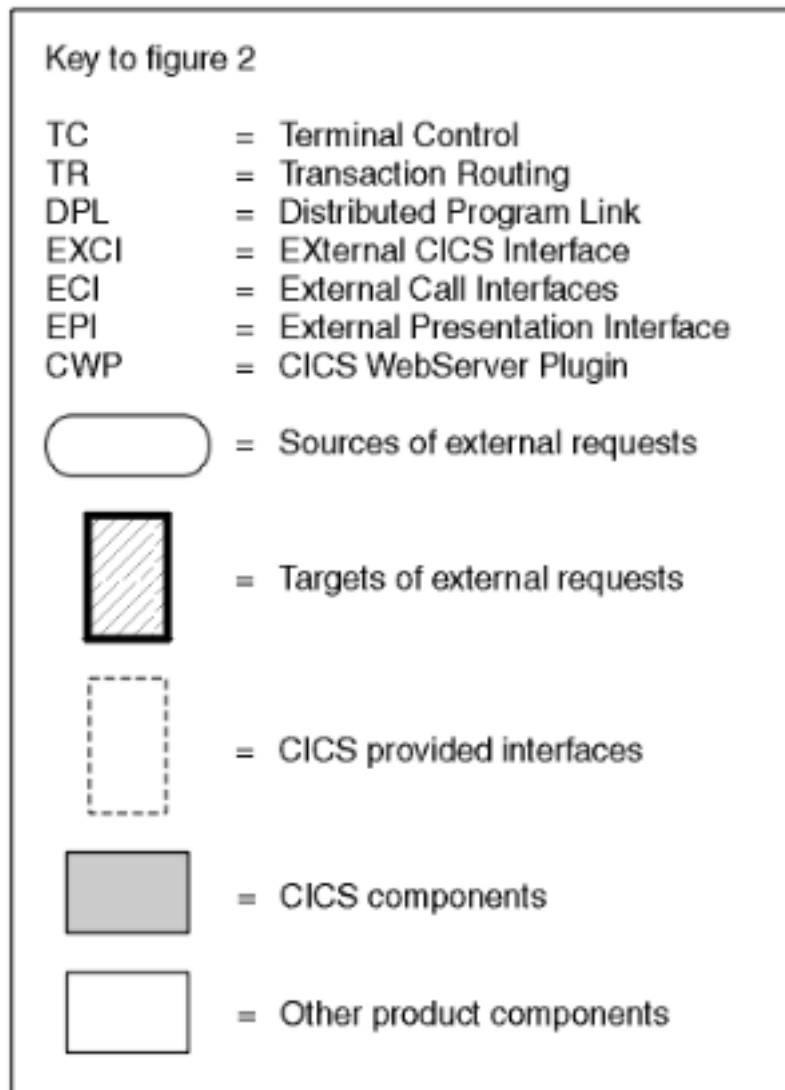 Key to figure 2
TC = Terminal Control
TR = Transaction Routing
DPL = Distributed Program Link
EXCI = EXternal CICS Interface
ECI = External Call Interfaces
EPI = External Presentation Interface
CWP = CICS WebServer Plugin
= Sources of external requests
= Targets of external requests
= CICS provided interfaces
= CICS components
= Other product components